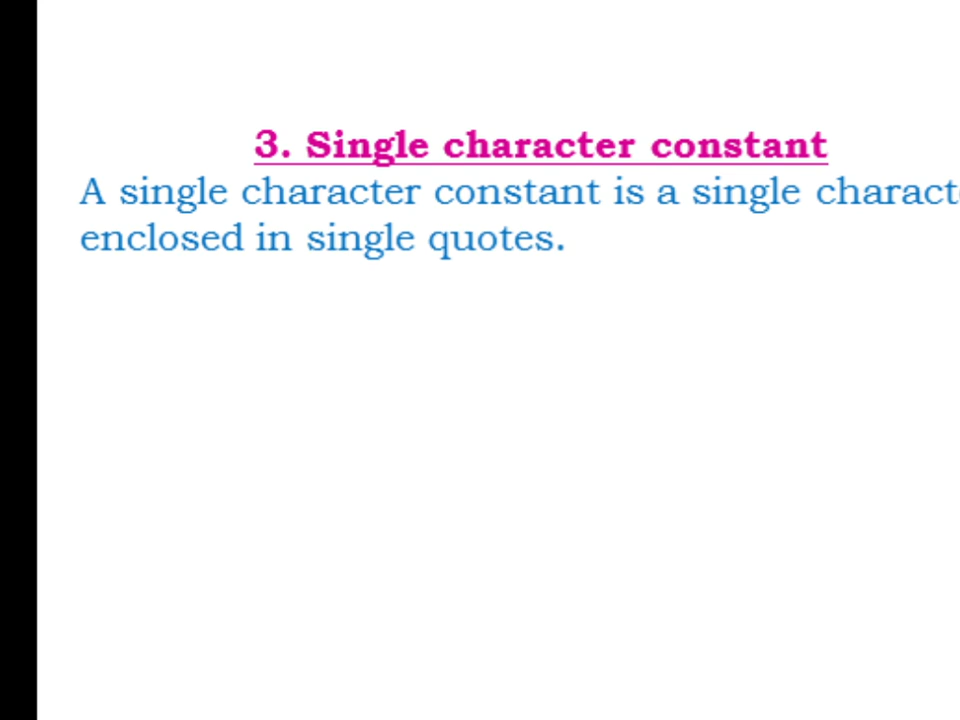 3. Single character constant
A single character constant is a single charact
enclosed in single quotes.